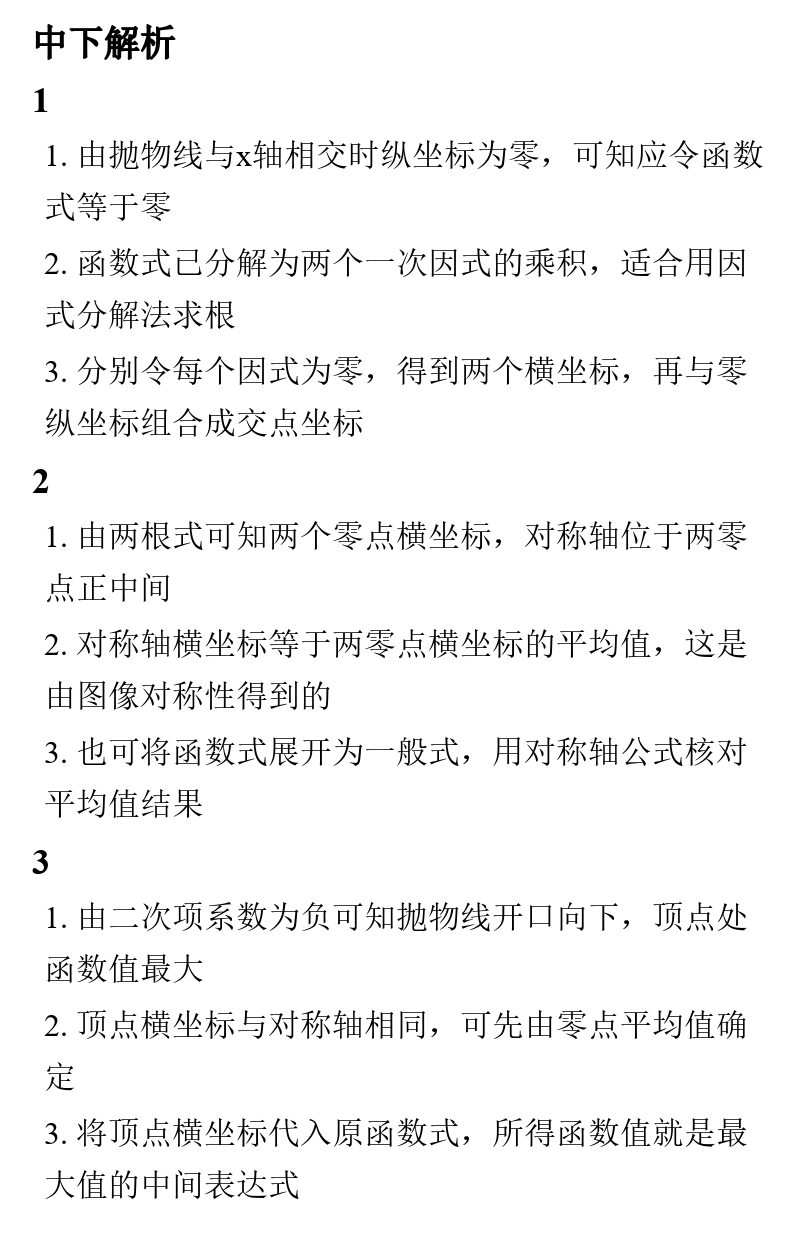 中下解析
1
1. 由抛物线与x轴相交时纵坐标为零，可知应令函数
式等于零
2. 函数式已分解为两个一次因式的乘积，适合用因
式分解法求根
3. 分别令每个因式为零，得到两个横坐标，再与零
纵坐标组合成交点坐标
2
1. 由两根式可知两个零点横坐标，对称轴位于两零
点正中间
2. 对称轴横坐标等于两零点横坐标的平均值，这是
由图像对称性得到的
3. 也可将函数式展开为一般式，用对称轴公式核对
平均值结果
3
1. 由二次项系数为负可知抛物线开口向下，顶点处
函数值最大
2. 顶点横坐标与对称轴相同，可先由零点平均值确
定
3. 将顶点横坐标代入原函数式，所得函数值就是最
大值的中间表达式